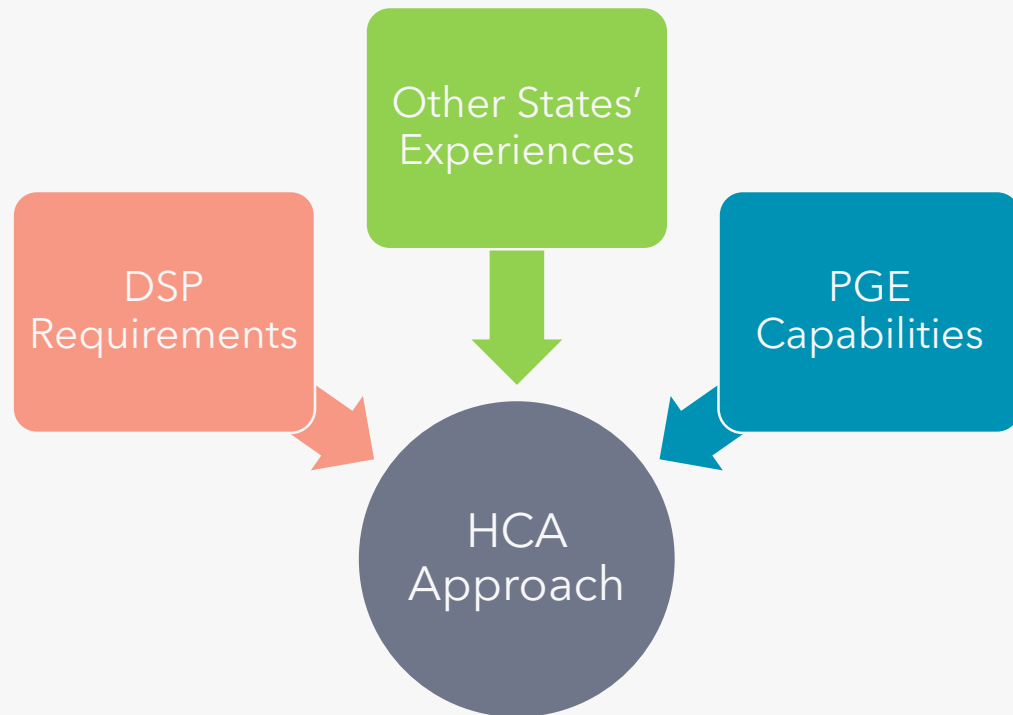 Other States’
Experiences
DSP
Requirements
PGE
Capabilities
HCA
Approach